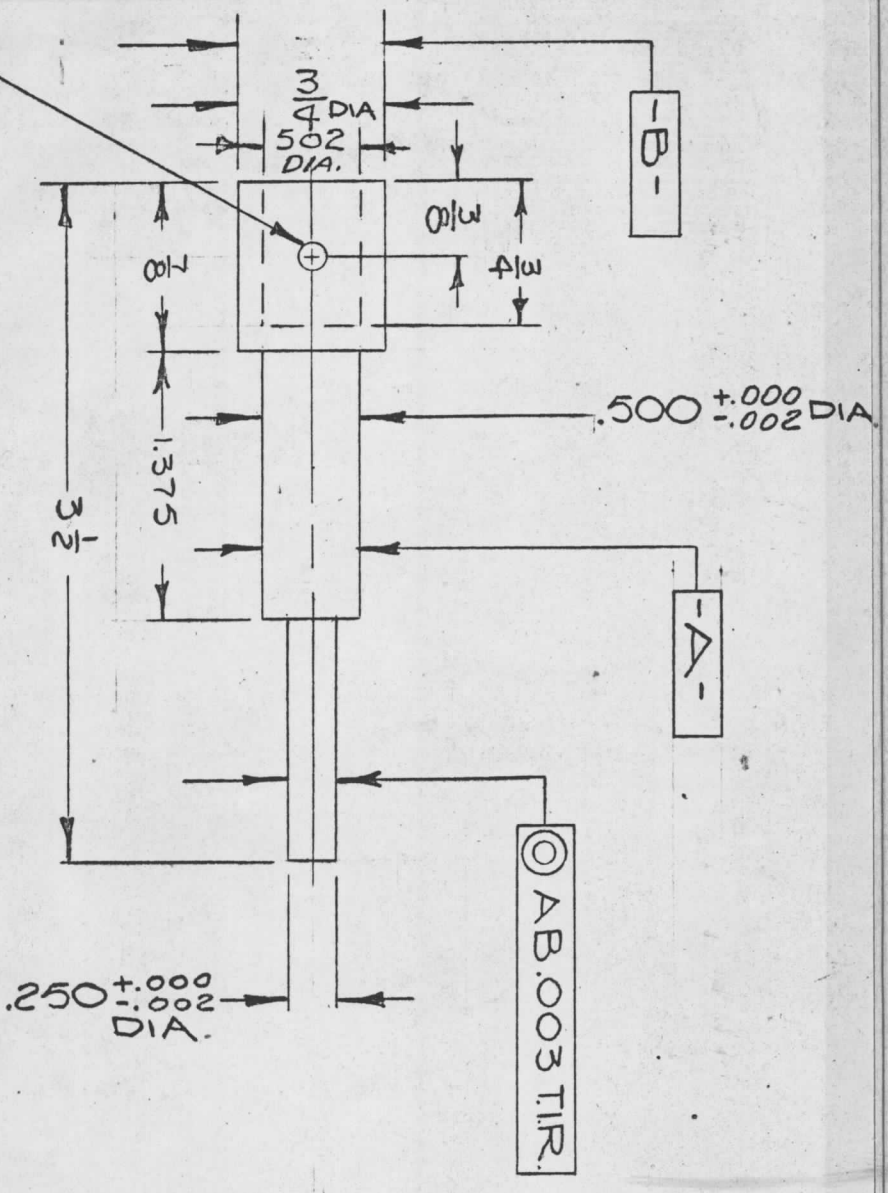 3/4 DIA
.502
DIA.
-B-
3/8
3/4
7/8
.500 +.000 -.002 DIA
1.375
3 1/2
-A-
.250 +.000 -.002
DIA.
◎ AB .003 T.I.R.